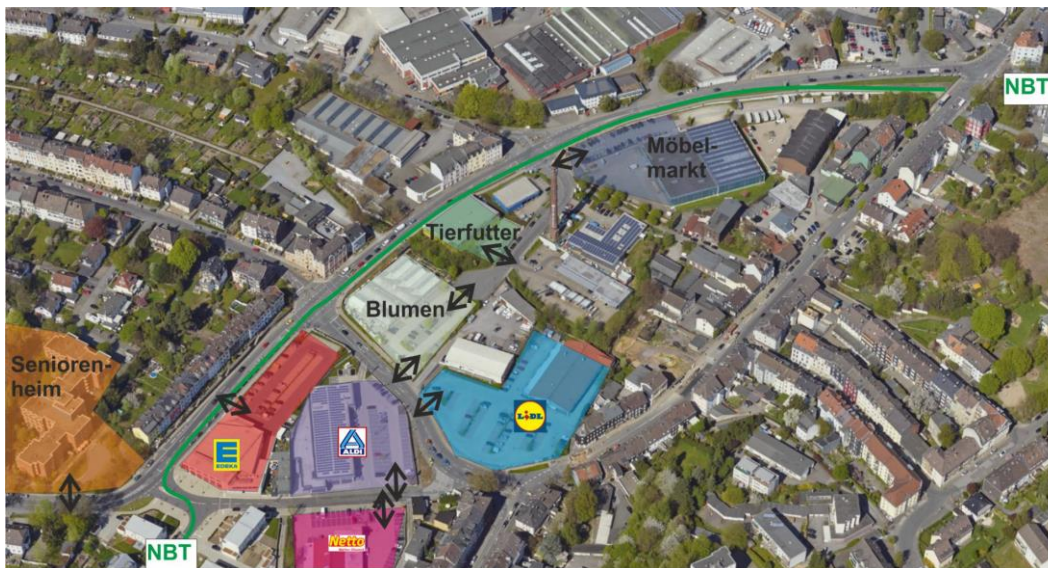 NBT
Möbel-
markt
Tierfutter
Blumen
Senioren-
heim
LIDL
E
EDEKA
A
ALDI
Netto
NBT